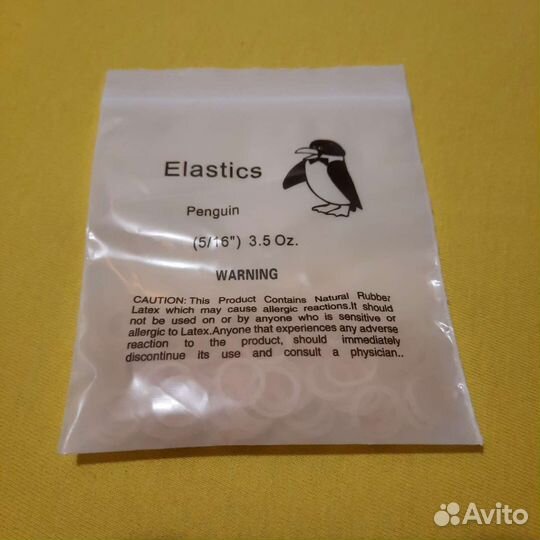 Elastics
Penguin
(5/16") 3.5 Oz.
WARNING
CAUTION: This Product Contains Natural Rubber
Latex which may cause allergic reactions.It should
not be used on or by anyone who is sensitive or
allergic to Latex.Anyone that experiences any adverse
reaction to the product, should immediately
discontinue its use and consult a physician..
Avito